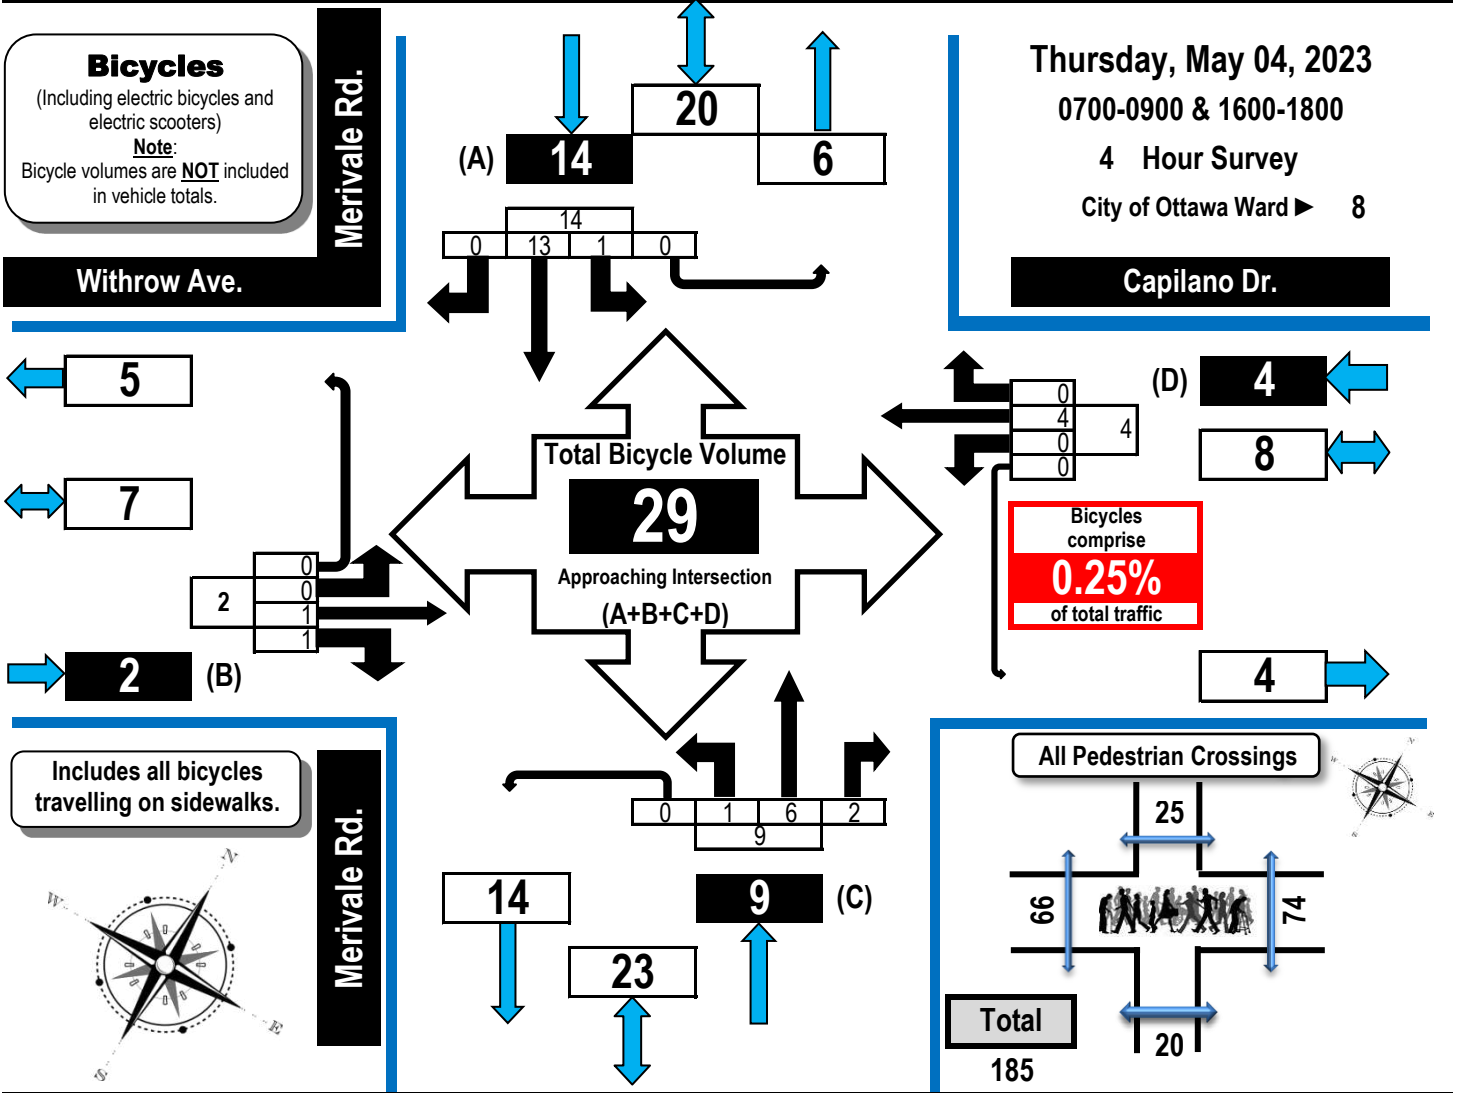 Bicycles
(Including electric bicycles and
electric scooters)
Note:
Bicycle volumes are NOT included
in vehicle totals.
Merivale Rd.
Withrow Ave.
20
(A) 14
6
14
0 13 1 0
Thursday, May 04, 2023
0700-0900 & 1600-1800
4 Hour Survey
City of Ottawa Ward ► 8
Capilano Dr.
5
7
0
0
1
1
2
2 (B)
Total Bicycle Volume
29
Approaching Intersection
(A+B+C+D)
(D) 4
0
4
0
0
4
8
Bicycles
comprise
0.25%
of total traffic
4
Includes all bicycles
travelling on sidewalks.
Merivale Rd.
N
W
E
S
0 1 6 2
9
14
9 (C)
23
All Pedestrian Crossings
N
W
E
S
25
66
74
20
Total
185